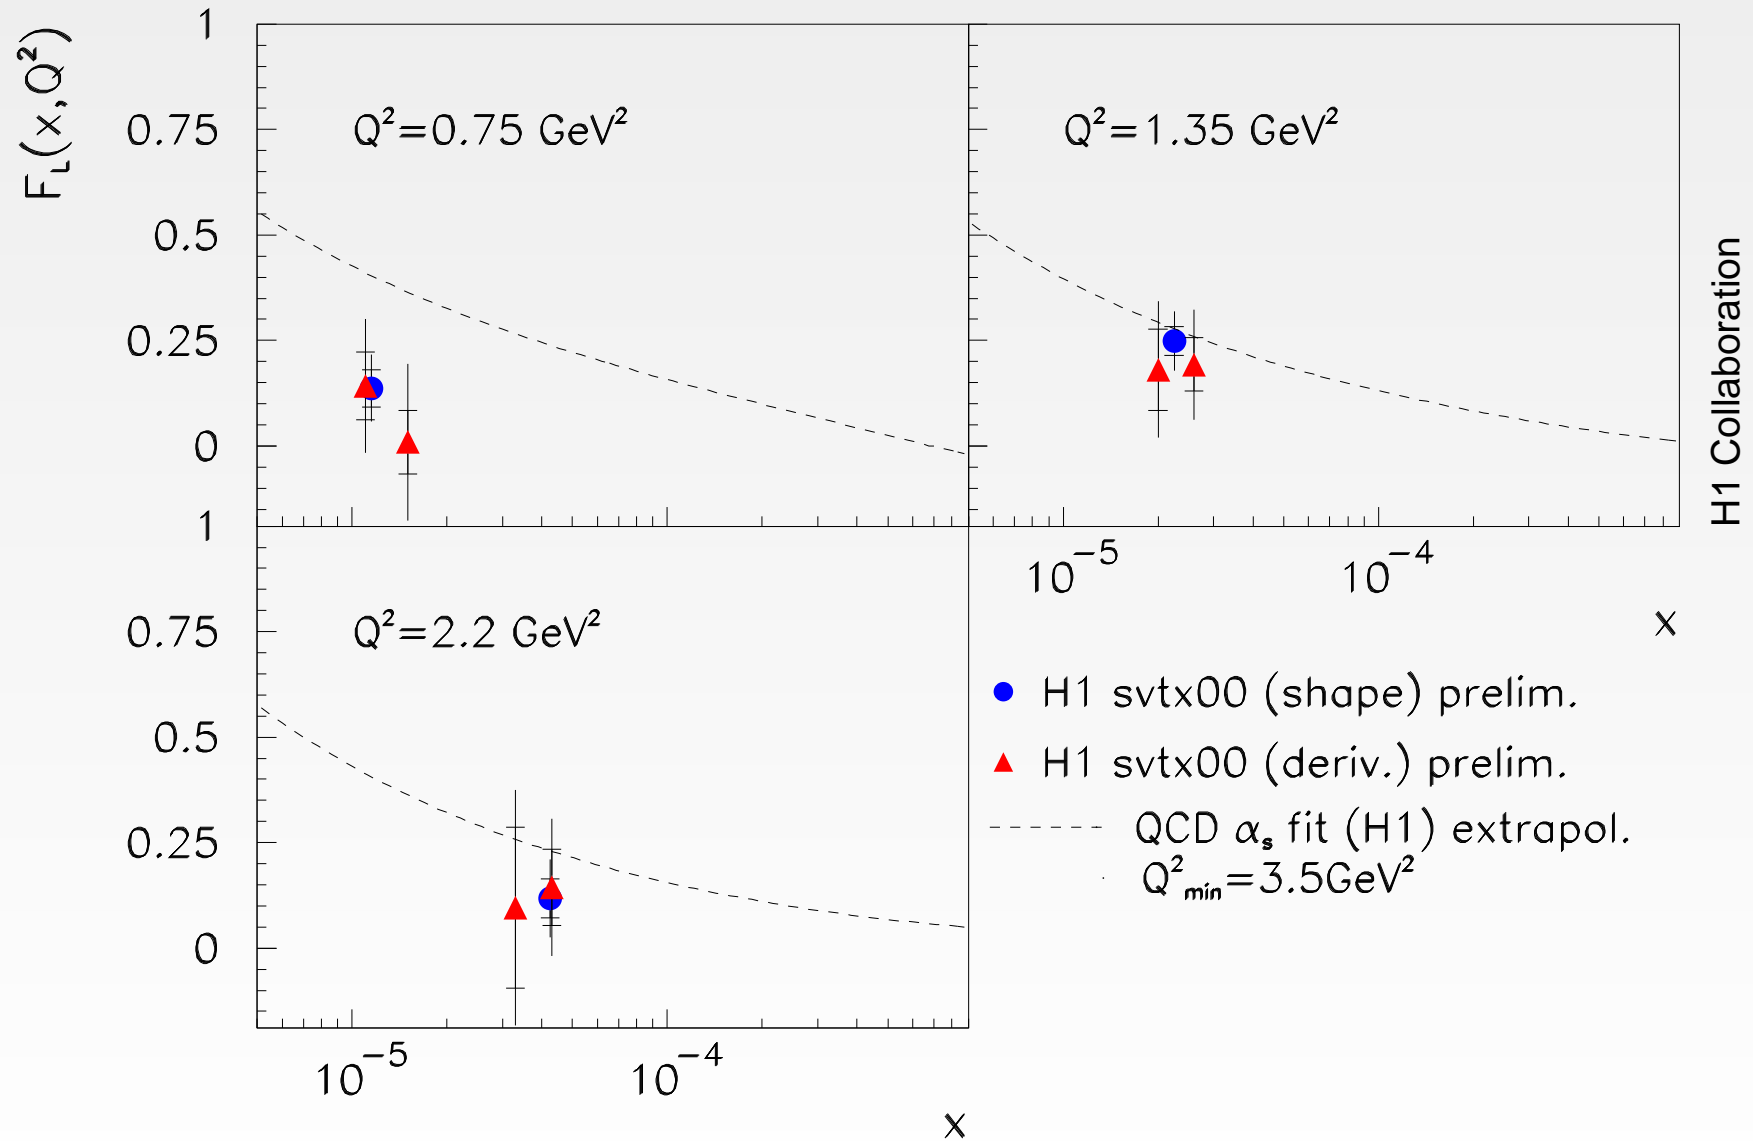 F_L(x,Q²)
1
0.75
0.5
0.25
0
Q²=0.75 GeV²
Q²=1.35 GeV²
10⁻⁵
10⁻⁴
x
H1 Collaboration
1
0.75
0.5
0.25
0
Q²=2.2 GeV²
10⁻⁵
10⁻⁴
x
H1 svtx00 (shape) prelim.
H1 svtx00 (deriv.) prelim.
QCD α_s fit (H1) extrapol.
Q²_min=3.5GeV²